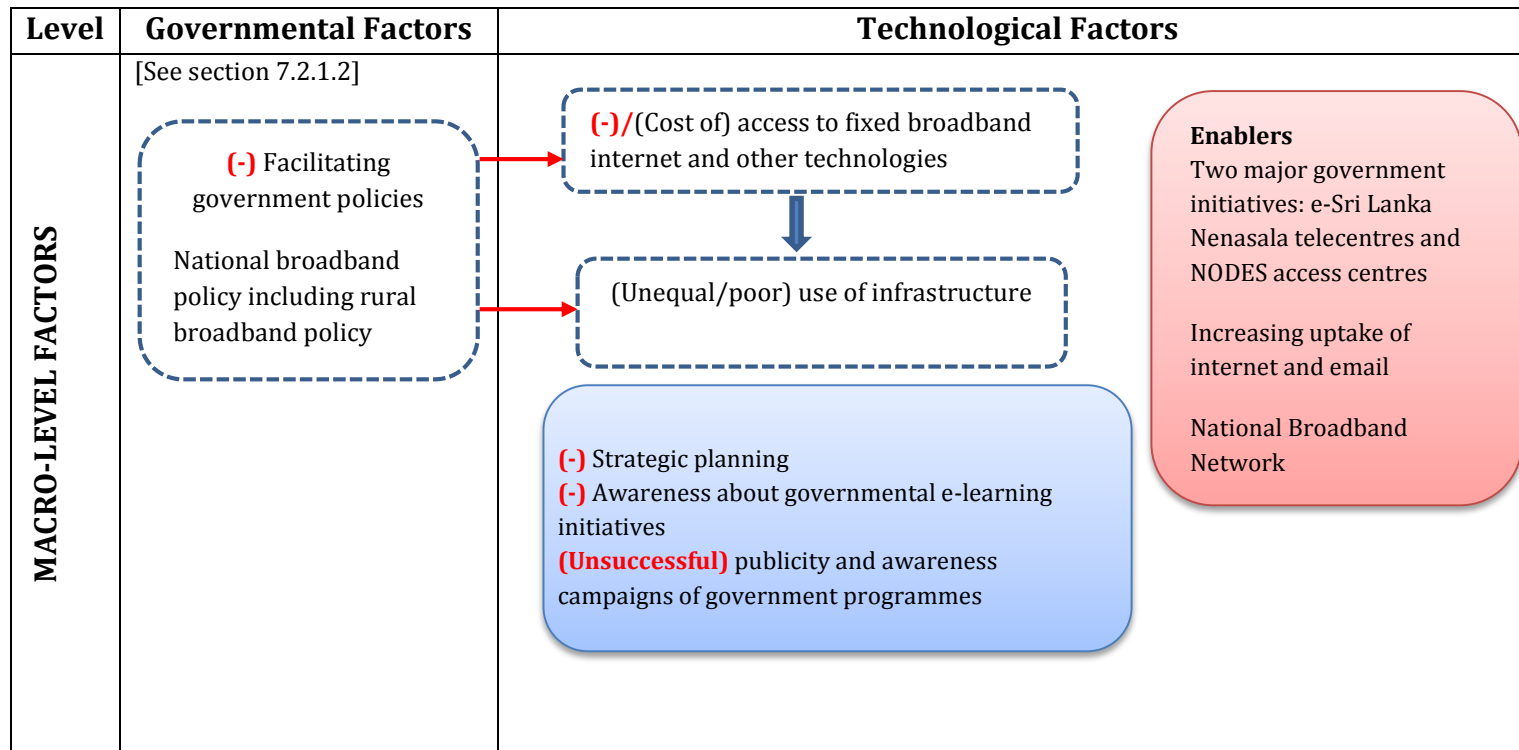 Level
Governmental Factors
Technological Factors
MACRO-LEVEL FACTORS
[See section 7.2.1.2]
(-) Facilitating
government policies
National broadband
policy including rural
broadband policy
(-)/(Cost of) access to fixed broadband
internet and other technologies
(Unequal/poor) use of infrastructure
(-) Strategic planning
(-) Awareness about governmental e-learning
initiatives
(Unsuccessful) publicity and awareness
campaigns of government programmes
Enablers
Two major government
initiatives: e-Sri Lanka
Nenasala telecentres and
NODES access centres
Increasing uptake of
internet and email
National Broadband
Network